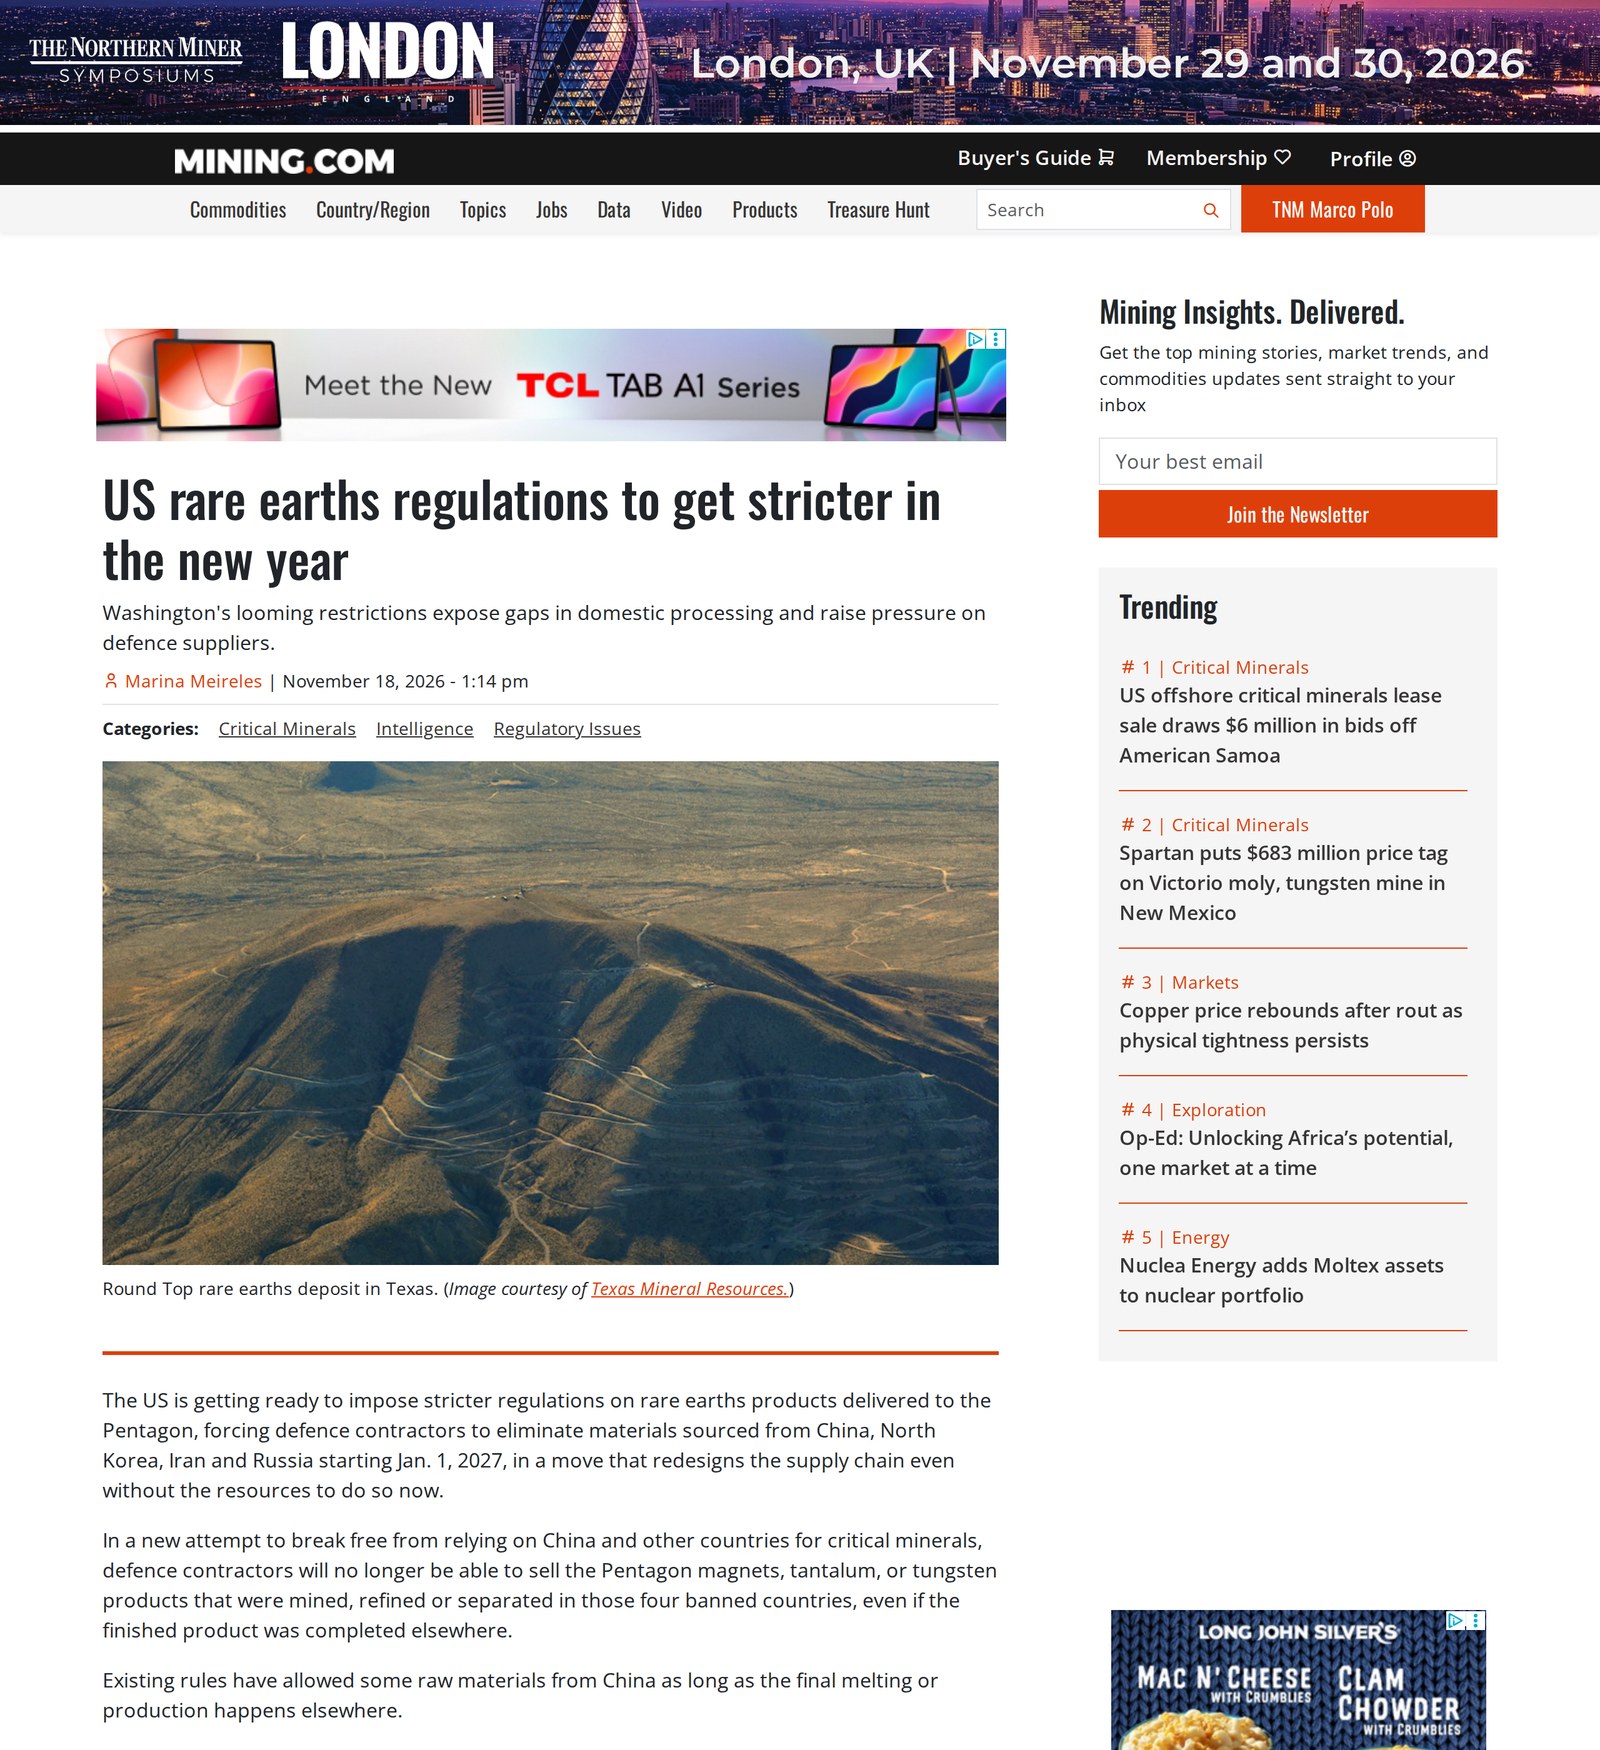 THE NORTHERN MINER
SYMPOSIUMS
LONDON
ENGLAND
London, UK | November 29 and 30, 2026
MINING.COM
Buyer's Guide
Membership
Profile
Commodities
Country/Region
Topics
Jobs
Data
Video
Products
Treasure Hunt
Search
TNM Marco Polo
Meet the New TCL TAB A1 Series
US rare earths regulations to get stricter in
the new year
Washington's looming restrictions expose gaps in domestic processing and raise pressure on
defence suppliers.
Marina Meireles | November 18, 2026 - 1:14 pm
Categories: Critical Minerals Intelligence Regulatory Issues
Round Top rare earths deposit in Texas. (Image courtesy of Texas Mineral Resources.)
The US is getting ready to impose stricter regulations on rare earths products delivered to the
Pentagon, forcing defence contractors to eliminate materials sourced from China, North
Korea, Iran and Russia starting Jan. 1, 2027, in a move that redesigns the supply chain even
without the resources to do so now.
In a new attempt to break free from relying on China and other countries for critical minerals,
defence contractors will no longer be able to sell the Pentagon magnets, tantalum, or tungsten
products that were mined, refined or separated in those four banned countries, even if the
finished product was completed elsewhere.
Existing rules have allowed some raw materials from China as long as the final melting or
production happens elsewhere.
Mining Insights. Delivered.
Get the top mining stories, market trends, and
commodities updates sent straight to your
inbox
Your best email
Join the Newsletter
Trending
# 1 | Critical Minerals
US offshore critical minerals lease
sale draws $6 million in bids off
American Samoa
# 2 | Critical Minerals
Spartan puts $683 million price tag
on Victorio moly, tungsten mine in
New Mexico
# 3 | Markets
Copper price rebounds after rout as
physical tightness persists
# 4 | Exploration
Op-Ed: Unlocking Africa’s potential,
one market at a time
# 5 | Energy
Nuclea Energy adds Moltex assets
to nuclear portfolio
LONG JOHN SILVER'S
MAC N' CHEESE
WITH CRUMBLIES
CLAM
CHOWDER
WITH CRUMBLIES